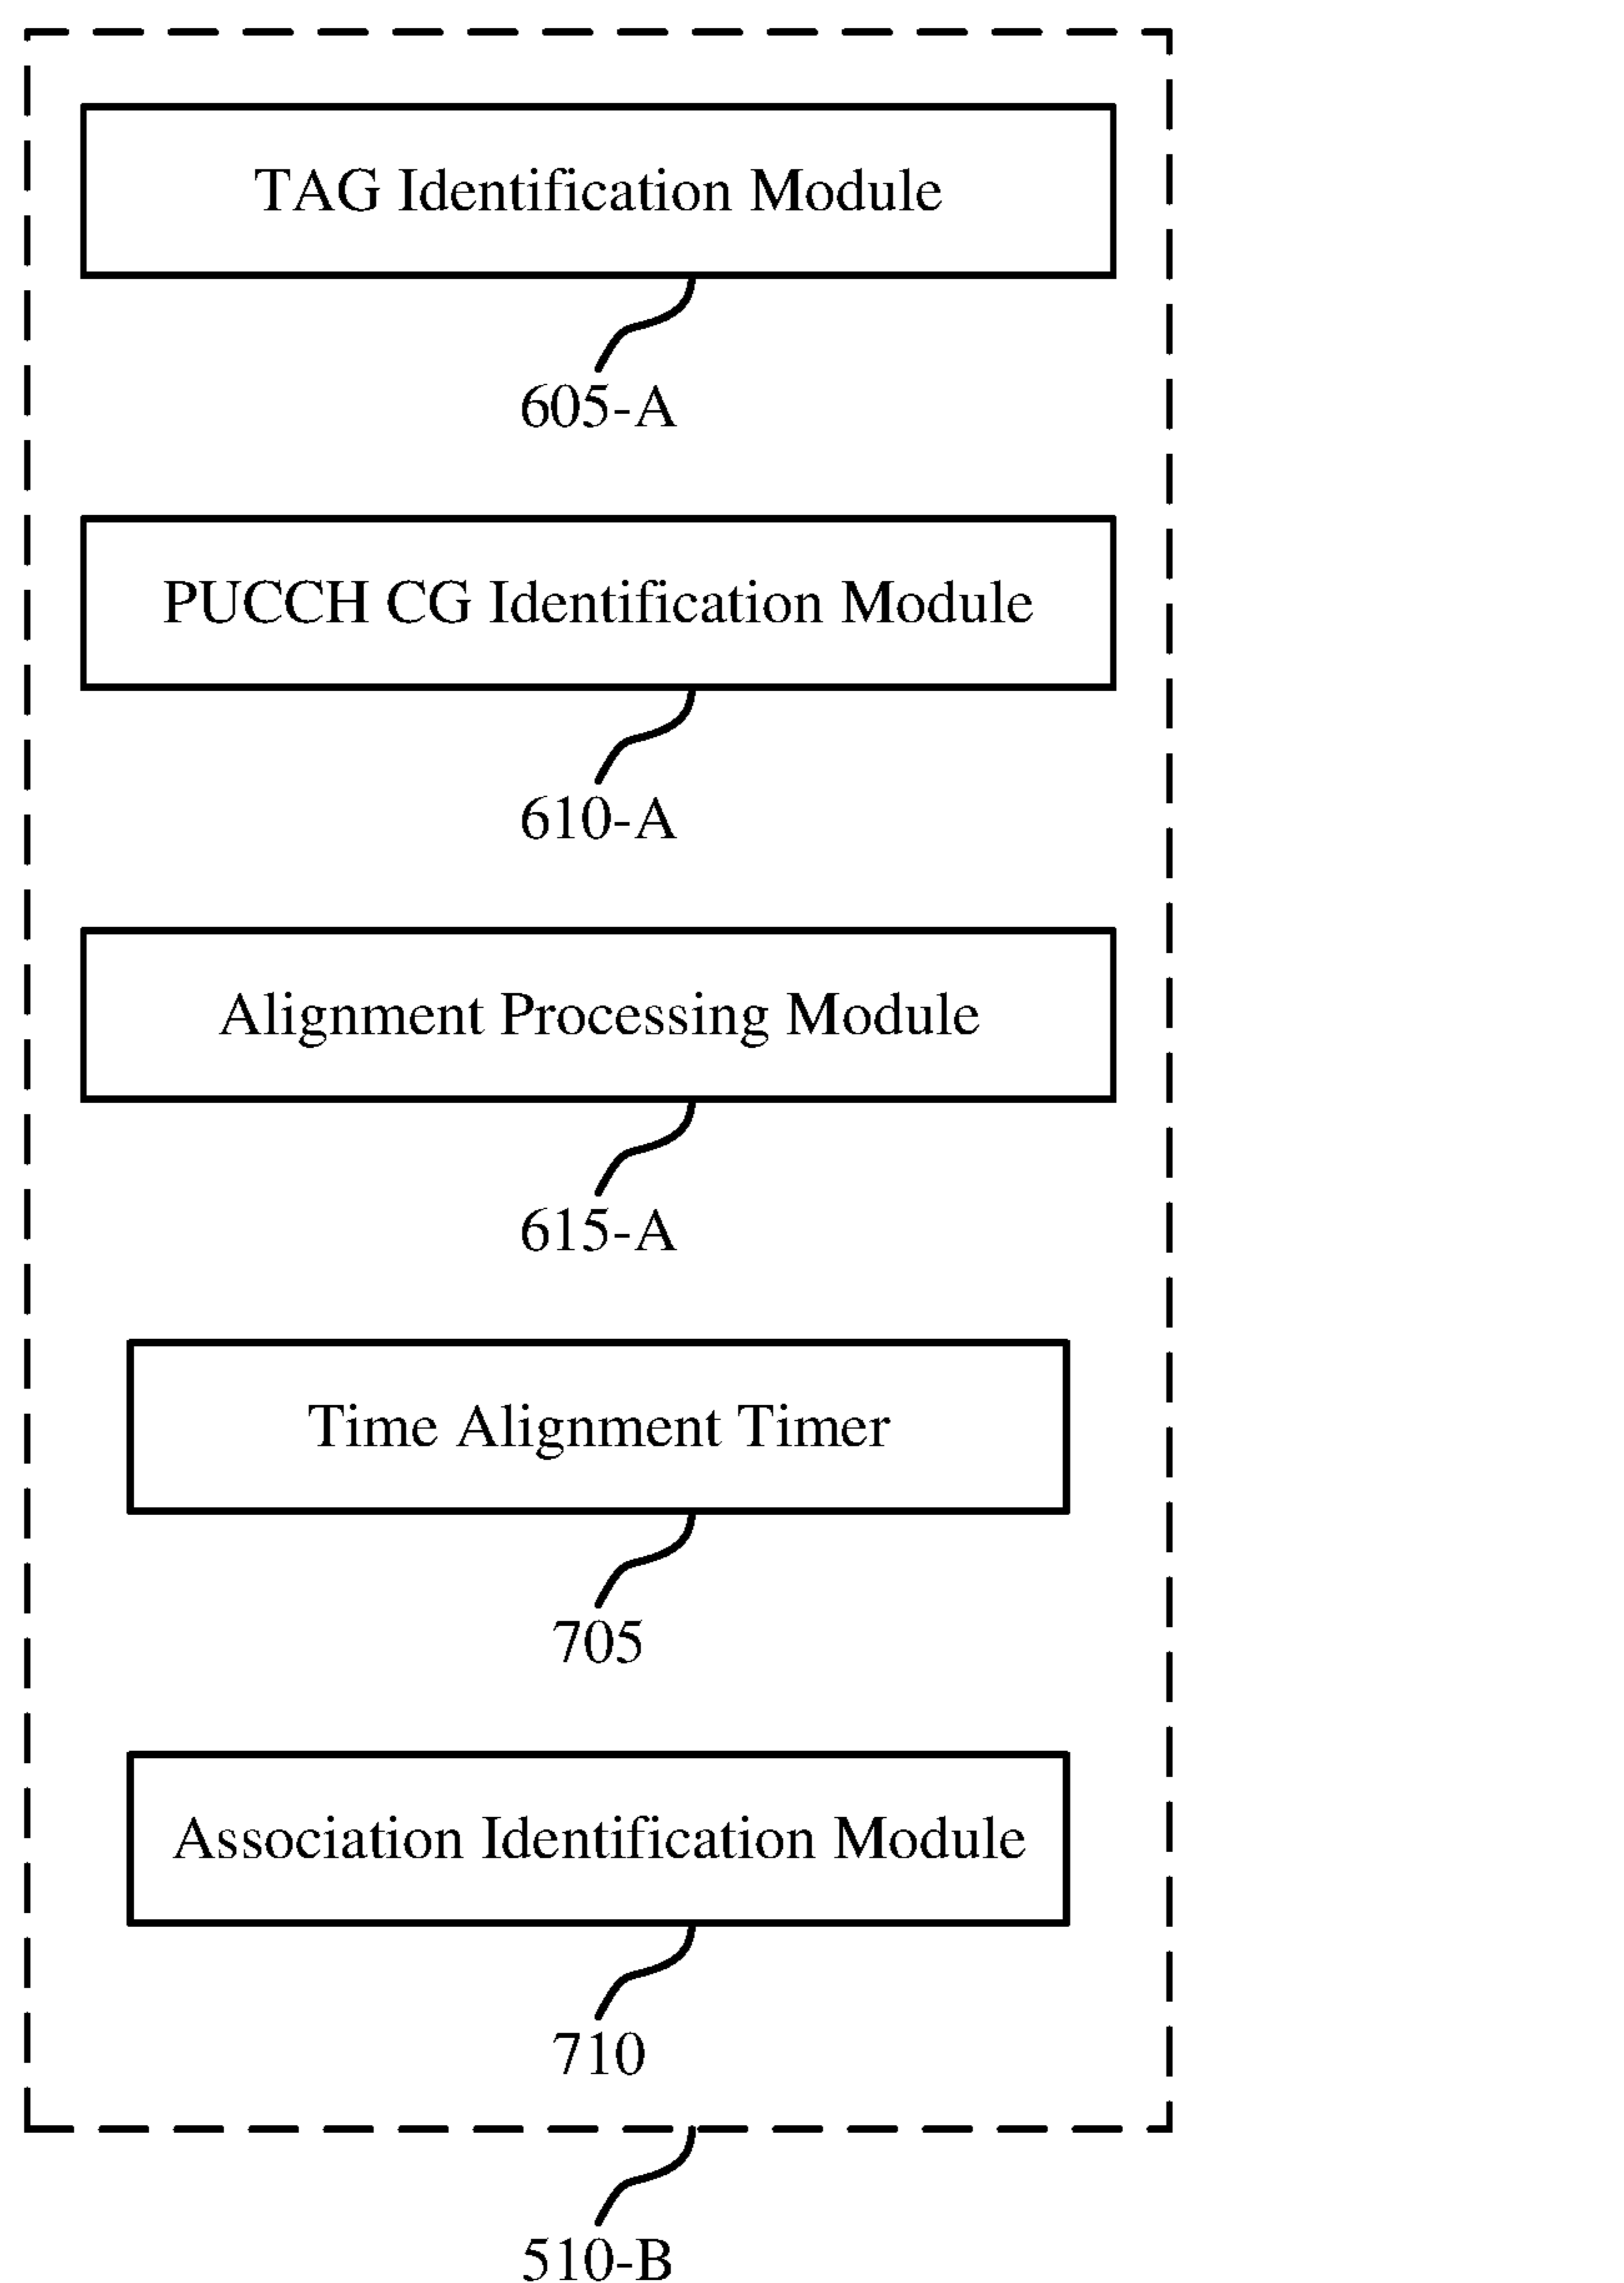 TAG Identification Module
605-A
PUCCH CG Identification Module
610-A
Alignment Processing Module
615-A
Time Alignment Timer
705
Association Identification Module
710
510-B